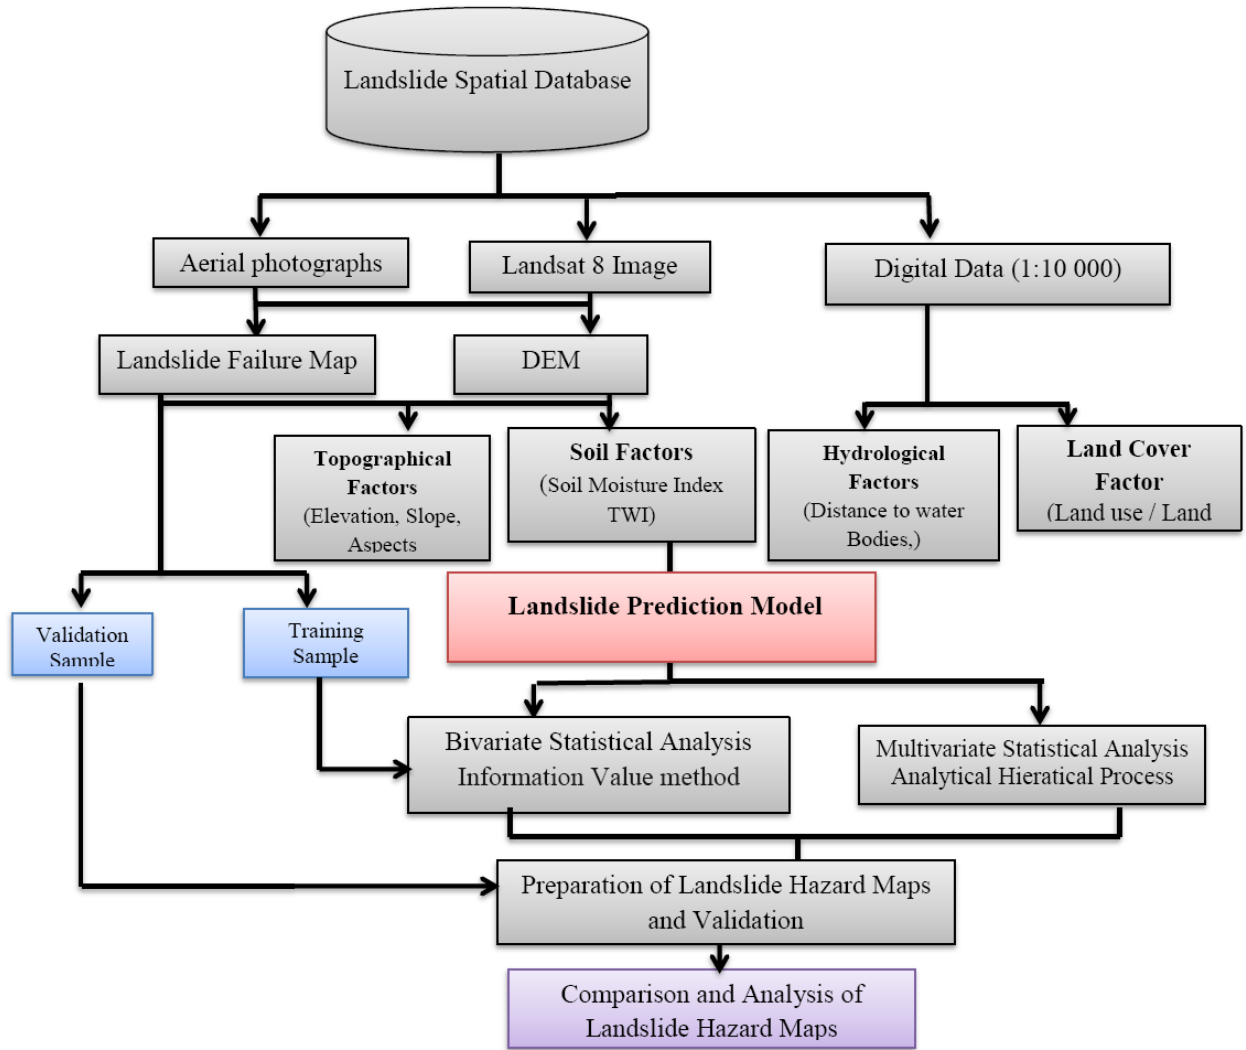 Landslide Spatial Database
Aerial photographs
Landsat 8 Image
Digital Data (1:10 000)
Landslide Failure Map
DEM
Topographical
Factors
(Elevation, Slope,
Aspects
Soil Factors
(Soil Moisture Index
TWI)
Hydrological
Factors
(Distance to water
Bodies,)
Land Cover
Factor
(Land use / Land
Validation
Sample
Training
Sample
Landslide Prediction Model
Bivariate Statistical Analysis
Information Value method
Multivariate Statistical Analysis
Analytical Hieratical Process
Preparation of Landslide Hazard Maps
and Validation
Comparison and Analysis of
Landslide Hazard Maps